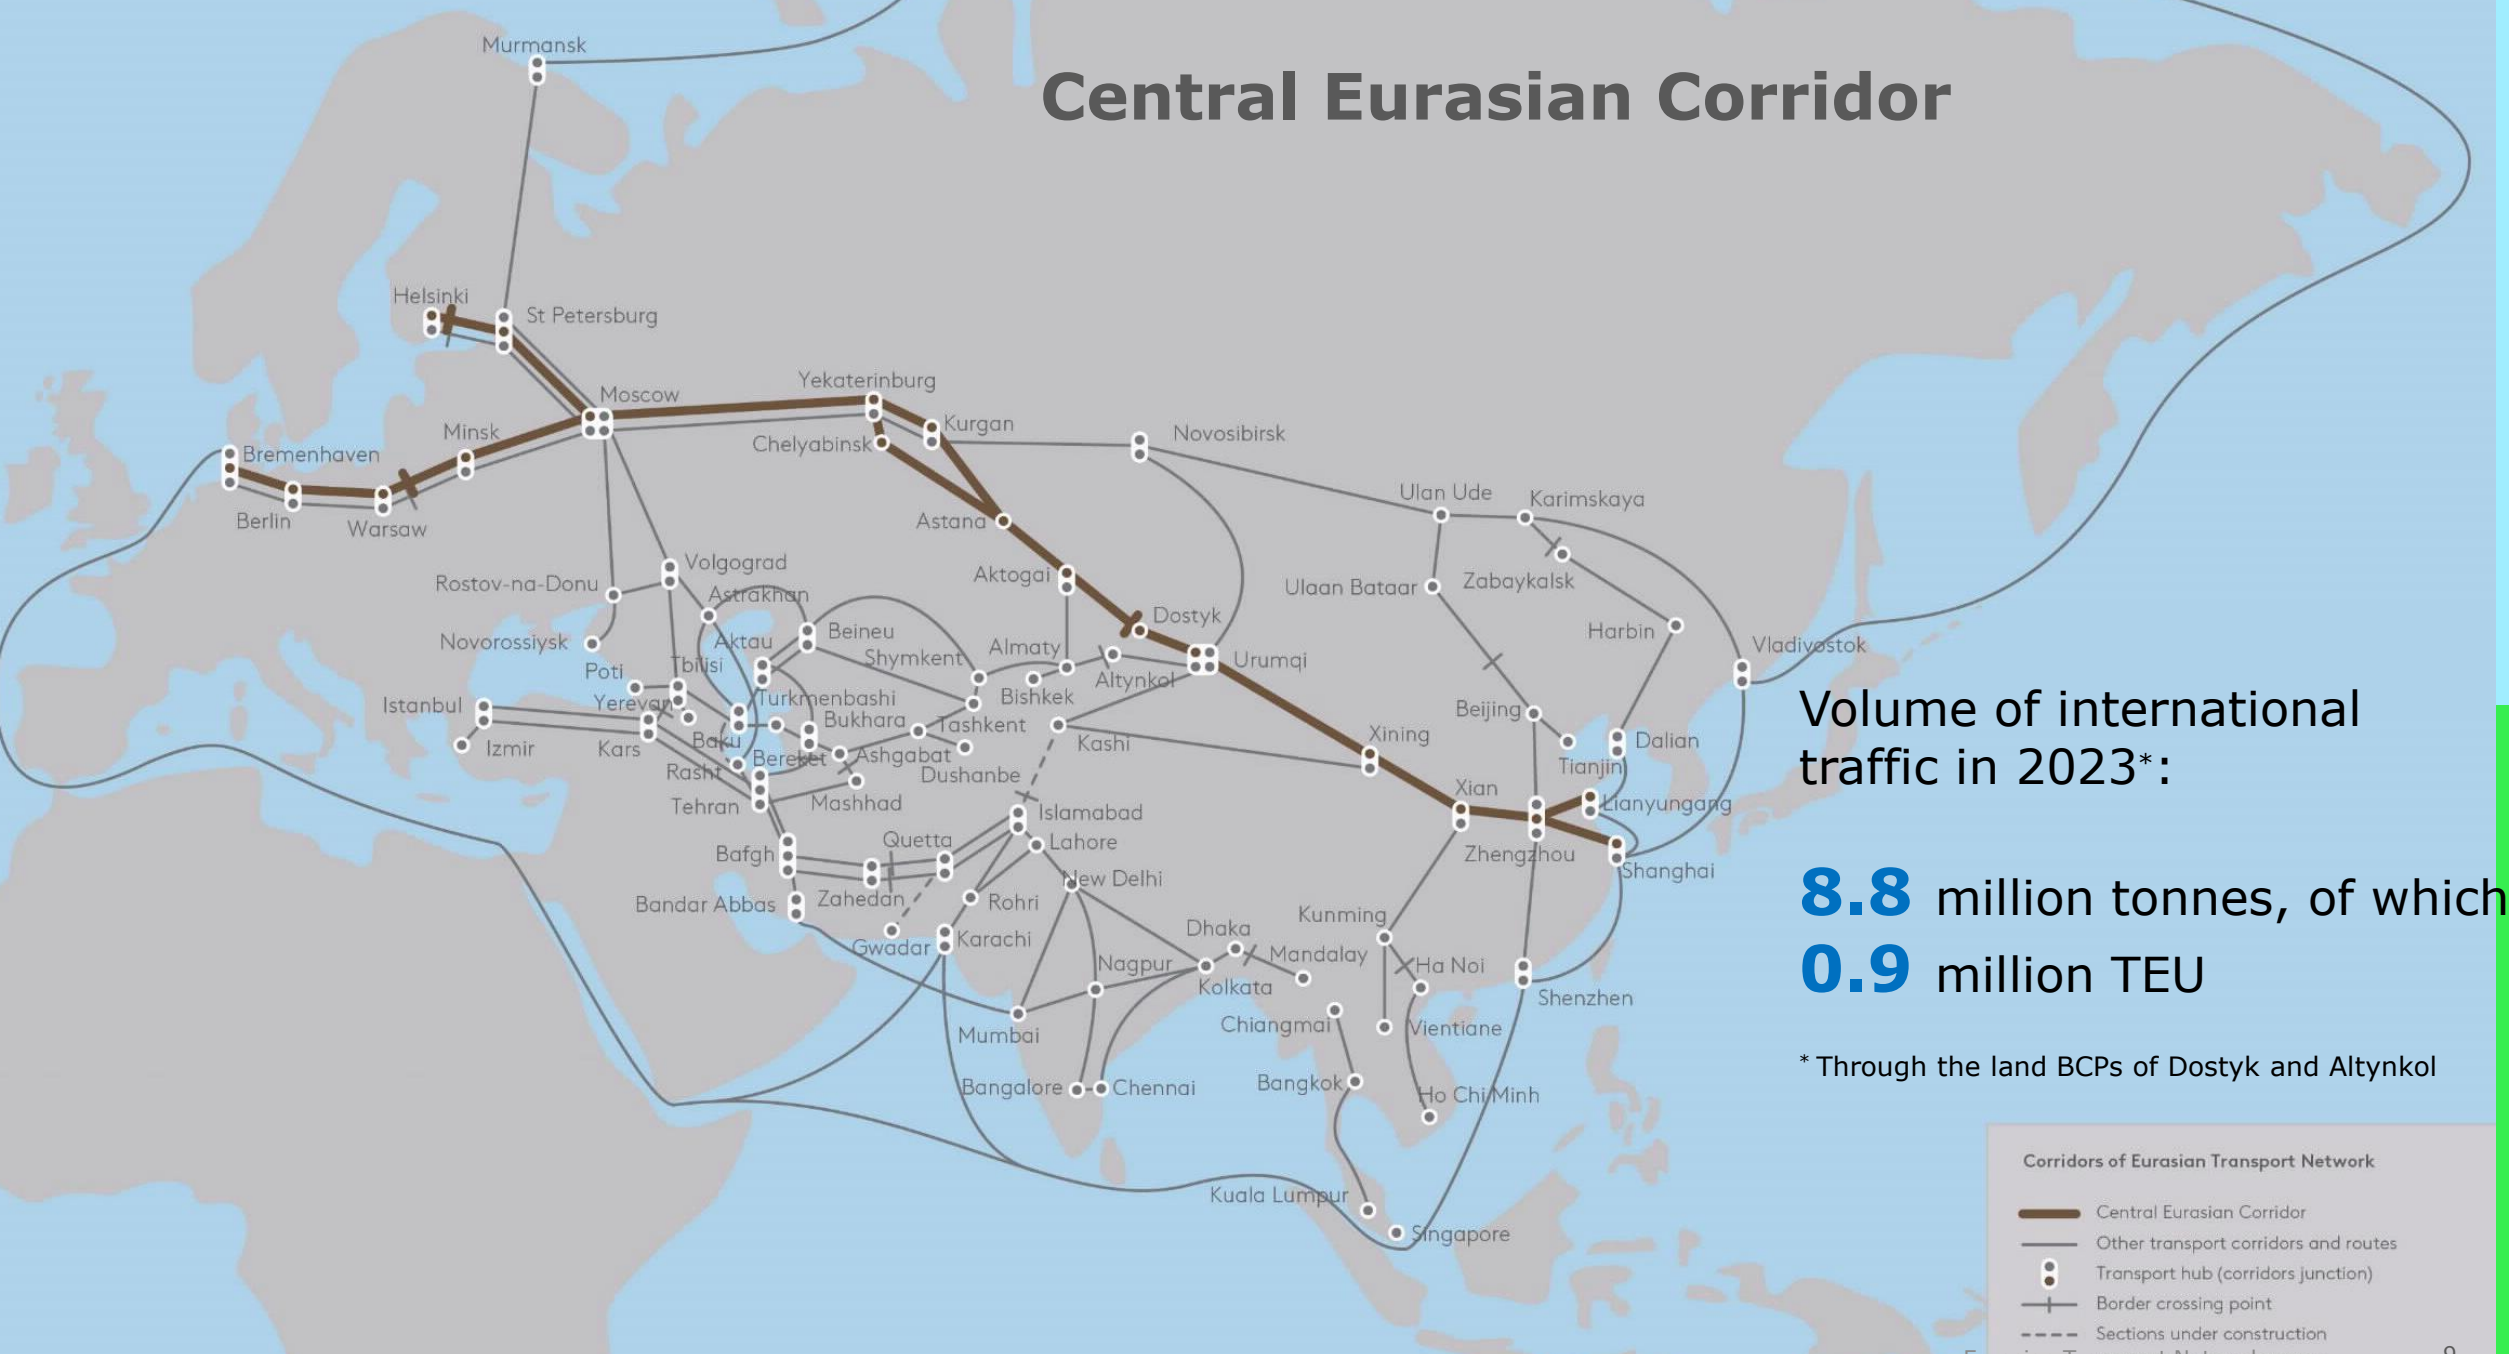 Central Eurasian Corridor
Murmansk
Helsinki
St Petersburg
Moscow
Yekaterinburg
Kurgan
Chelyabinsk
Novosibirsk
Minsk
Bremenhaven
Berlin
Warsaw
Astana
Ulan Ude
Karimskaya
Volgograd
Rostov-na-Donu
Astrakhan
Aktogai
Dostyk
Ulaan Bataar
Zabaykalsk
Novorossiysk
Aktau
Beineu
Shymkent
Almaty
Harbin
Vladivostok
Poti
Tbilisi
Urumqi
Altynkol
Bishkek
Istanbul
Yerevan
Turkmenbashi
Bukhara
Tashkent
Beijing
Izmir
Kars
Baku
Bereket
Ashgabat
Kashi
Xining
Dalian
Rasht
Dushanbe
Tianjin
Tehran
Mashhad
Xian
Lianyungang
Islamabad
Quetta
Lahore
Bafgh
Zhengzhou
Shanghai
New Delhi
Bandar Abbas
Zahedan
Rohri
Kunming
Gwadar
Karachi
Dhaka
Mandalay
Nagpur
Ha Noi
Kolkata
Shenzhen
Chiangmai
Vientiane
Mumbai
Bangalore
Chennai
Bangkok
Ho Chi Minh
Kuala Lumpur
Singapore
Volume of international
traffic in 2023*:
8.8 million tonnes, of which
0.9 million TEU
* Through the land BCPs of Dostyk and Altynkol
Corridors of Eurasian Transport Network
Central Eurasian Corridor
Other transport corridors and routes
Transport hub (corridors junction)
Border crossing point
Sections under construction